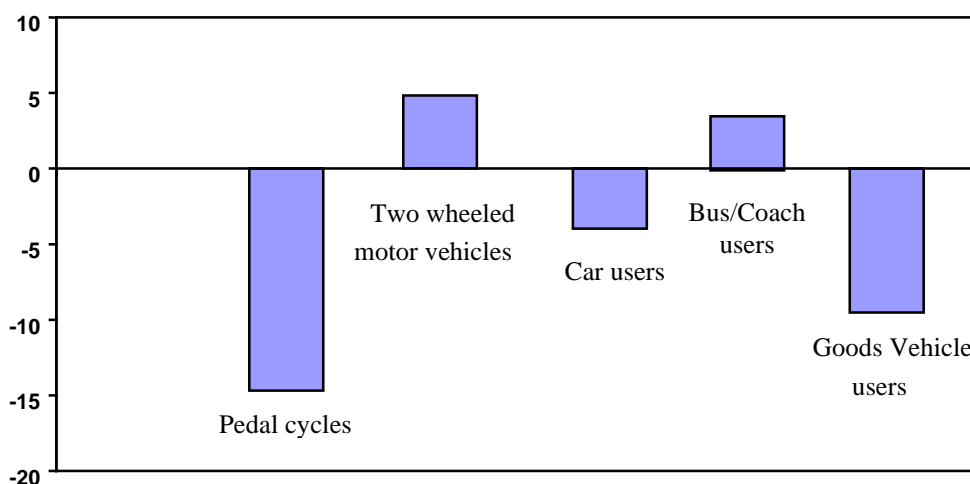 10
5
0
-5
-10
-15
-20
Two wheeled
motor vehicles
Bus/Coach
users
Car users
Goods Vehicle
users
Pedal cycles